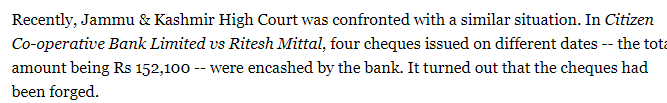 Recently, Jammu & Kashmir High Court was confronted with a similar situation. In Citizen
Co-operative Bank Limited vs Ritesh Mittal, four cheques issued on different dates -- the
amount being Rs 152,100 -- were encashed by the bank. It turned out that the cheques had
been forged.